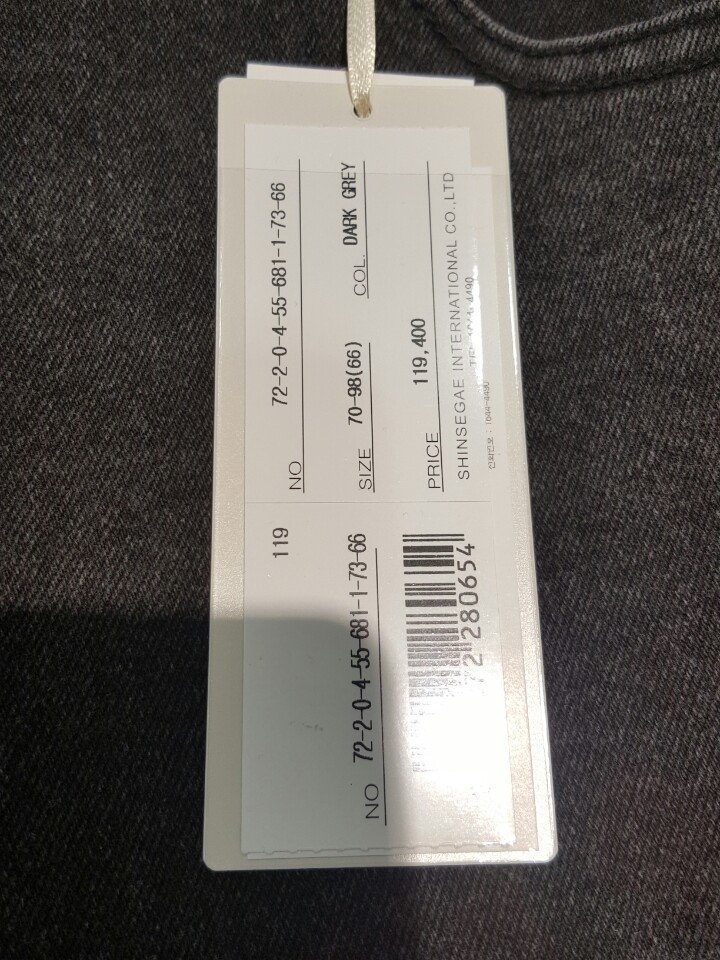 NO 72-2-0-4-55-681-1-73-66
SIZE 70-98(66) COL. DARK GREY
PRICE 119,400
SHINSEGAE INTERNATIONAL CO.,LTD
119
NO 72-2-0-4-55-681-1-73-66
280654